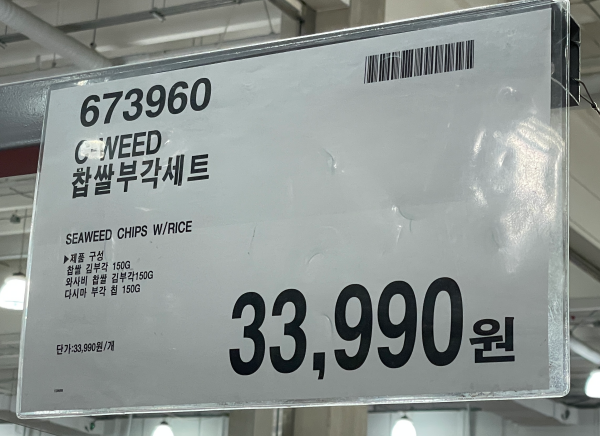 673960
C-WEED
찹쌀부각세트
SEAWEED CHIPS W/RICE
▶제품 구성
찹쌀 김부각 150G
와사비 찹쌀 김부각150G
다시마 부각 칩 150G
단가:33,990원/개
33,990원